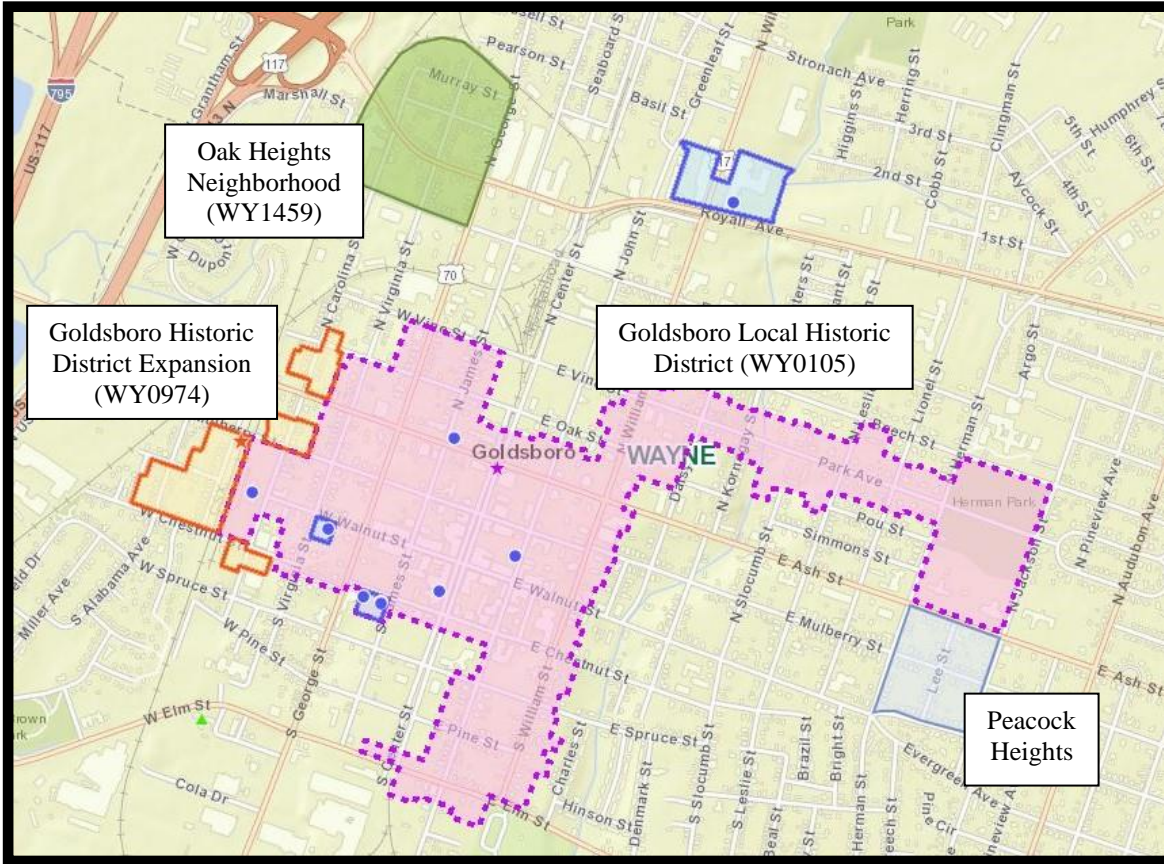 Park
Pearson St
Seaboard St
Greenleaf St
Stronach Ave
Murray St
Marshall St
Basil St
N George St
117
795
US-117
Higgins St
Herring St
Clingman St
Humphrey St
3rd St
2nd St
1st St
Cobb St
Aycock St
5th St
4th St
6th St
Oak Heights
Neighborhood
(WY1459)
17
Royall Ave
Dupont
N Carolina St
N Virginia St
70
N Center St
N John St
Railroad
Goldsboro Historic
District Expansion
(WY0974)
Goldsboro Local Historic
District (WY0105)
N James St
E Oak St
N William
Lionel St
Argo St
N Herman St
Beech St
Goldsboro
WAYNE
Park Ave
Herman Park
Daisy
N Kornegay St
Pou St
Simmons St
N Slocumb St
E Ash St
N Jackson St
N Pineview Ave
N Audubon Ave
W Chestnut
W Walnut St
E Walnut St
W Spruce St
S Virginia St
S Alabama Ave
Miller Ave
W Pine St
E Mulberry St
Lee St
E Ash St
E Chestnut St
S George St
S William St
W Elm St
E Pine St
S Center St
E Spruce St
Charles St
Peacock
Heights
Evergreen Ave
Brazil St
Bright St
S Slocumb St
S Leslie St
Denmark St
Beal St
Cola Dr
E Elm St
Hinson St
Herman St
Pine Cir